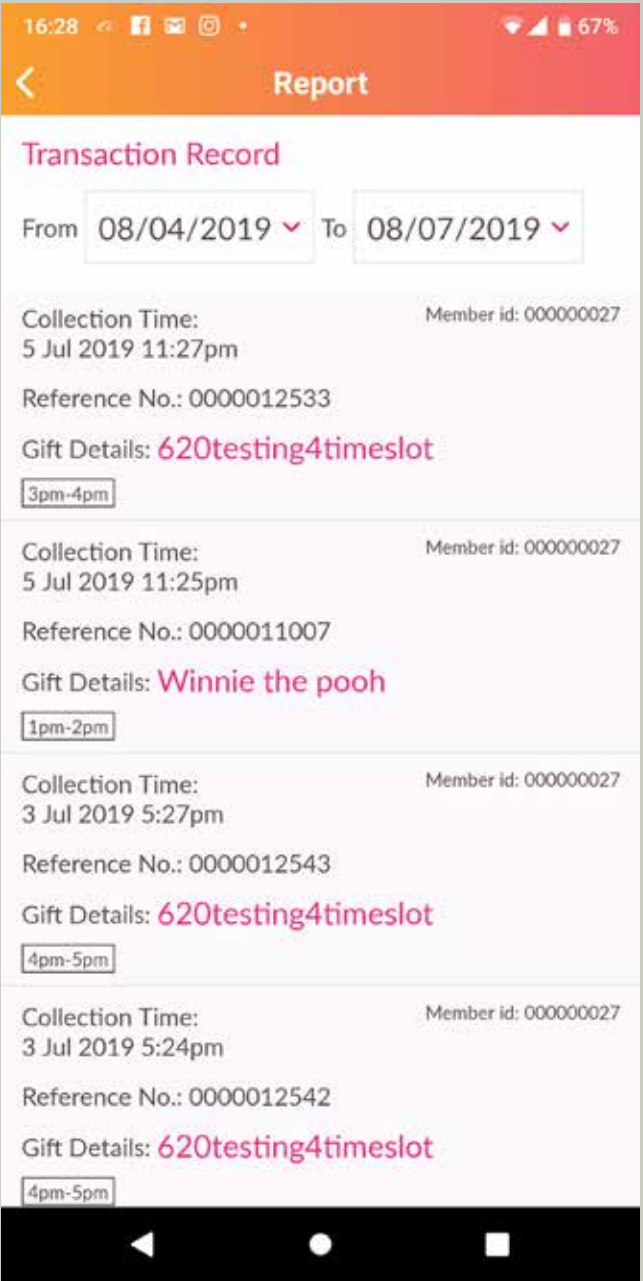 16:28
67%
Report
Transaction Record
From 08/04/2019 To 08/07/2019
Collection Time:
Member id: 000000027
5 Jul 2019 11:27pm
Reference No.: 0000012533
Gift Details: 620testing4timeslot
3pm-4pm
Collection Time:
Member id: 000000027
5 Jul 2019 11:25pm
Reference No.: 0000011007
Gift Details: Winnie the pooh
1pm-2pm
Collection Time:
Member id: 000000027
3 Jul 2019 5:27pm
Reference No.: 0000012543
Gift Details: 620testing4timeslot
4pm-5pm
Collection Time:
Member id: 000000027
3 Jul 2019 5:24pm
Reference No.: 0000012542
Gift Details: 620testing4timeslot
4pm-5pm